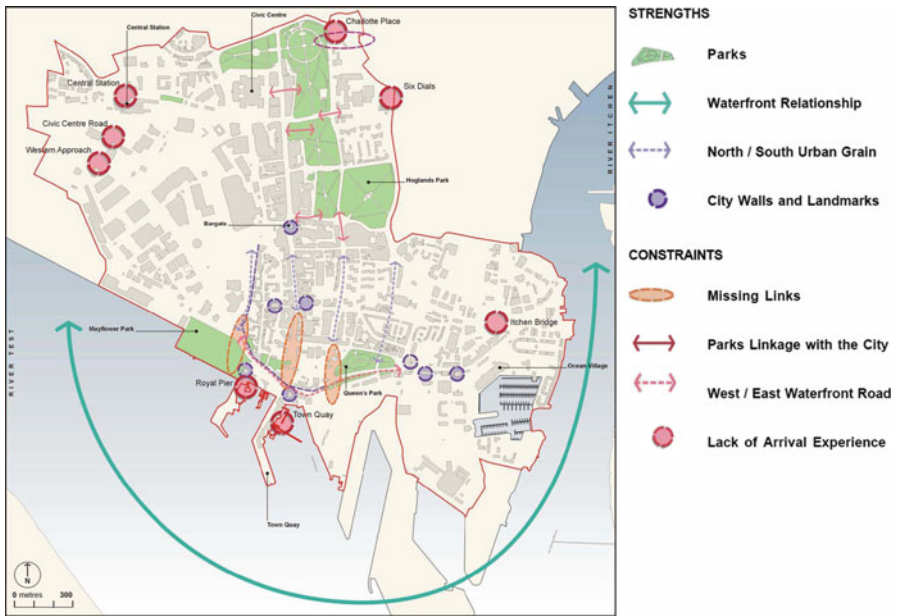 Central Station
Civic Centre
Charlotte Place
Central Station
Six Dials
Civic Centre Road
Western Approach
Hoglands Park
Bargate
RIVER ITCHEN
Mayflower Park
Itchen Bridge
RIVER TEST
Ocean Village
Royal Pier
Queen's Park
Town Quay
Town Quay
N
0 metres 300
STRENGTHS
Parks
Waterfront Relationship
North / South Urban Grain
City Walls and Landmarks
CONSTRAINTS
Missing Links
Parks Linkage with the City
West / East Waterfront Road
Lack of Arrival Experience